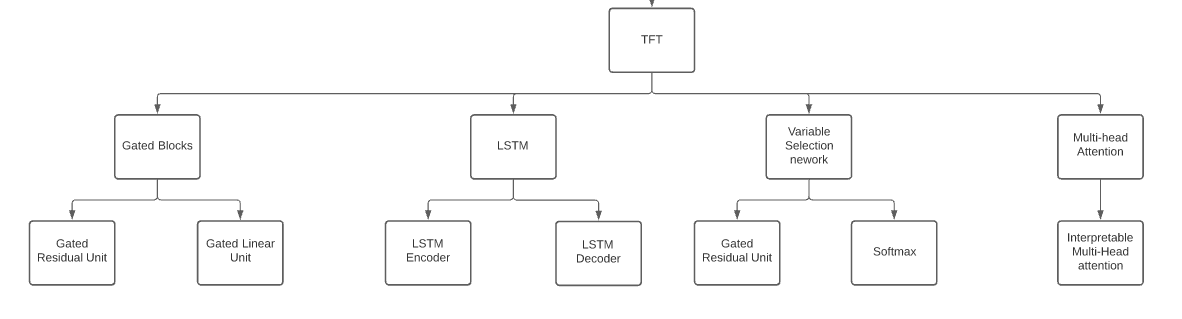 TFT
Gated Blocks
LSTM
Variable
Selection
nework
Multi-head
Attention
Gated
Residual Unit
Gated Linear
Unit
LSTM
Encoder
LSTM
Decoder
Gated
Residual Unit
Softmax
Interpretable
Multi-Head
attention